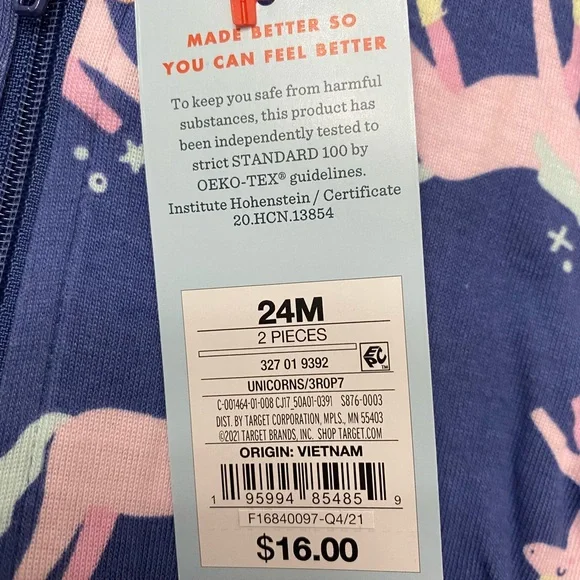 MADE BETTER SO
YOU CAN FEEL BETTER
To keep you safe from harmful
substances, this product has
been independently tested to
strict STANDARD 100 by
OEKO-TEX® guidelines.
Institute Hohenstein / Certificate
20.HCN.13854
24M
2 PIECES
327 01 9392
EPC™
UNICORNS/3R0P7
C-001464-01-008 CJ17_50A01-0391 S876-0003
DIST. BY TARGET CORPORATION, MPLS., MN 55403
©2021 TARGET BRANDS, INC. SHOP TARGET.COM
ORIGIN: VIETNAM
1 95994 85485 9
F16840097-Q4/21
$16.00